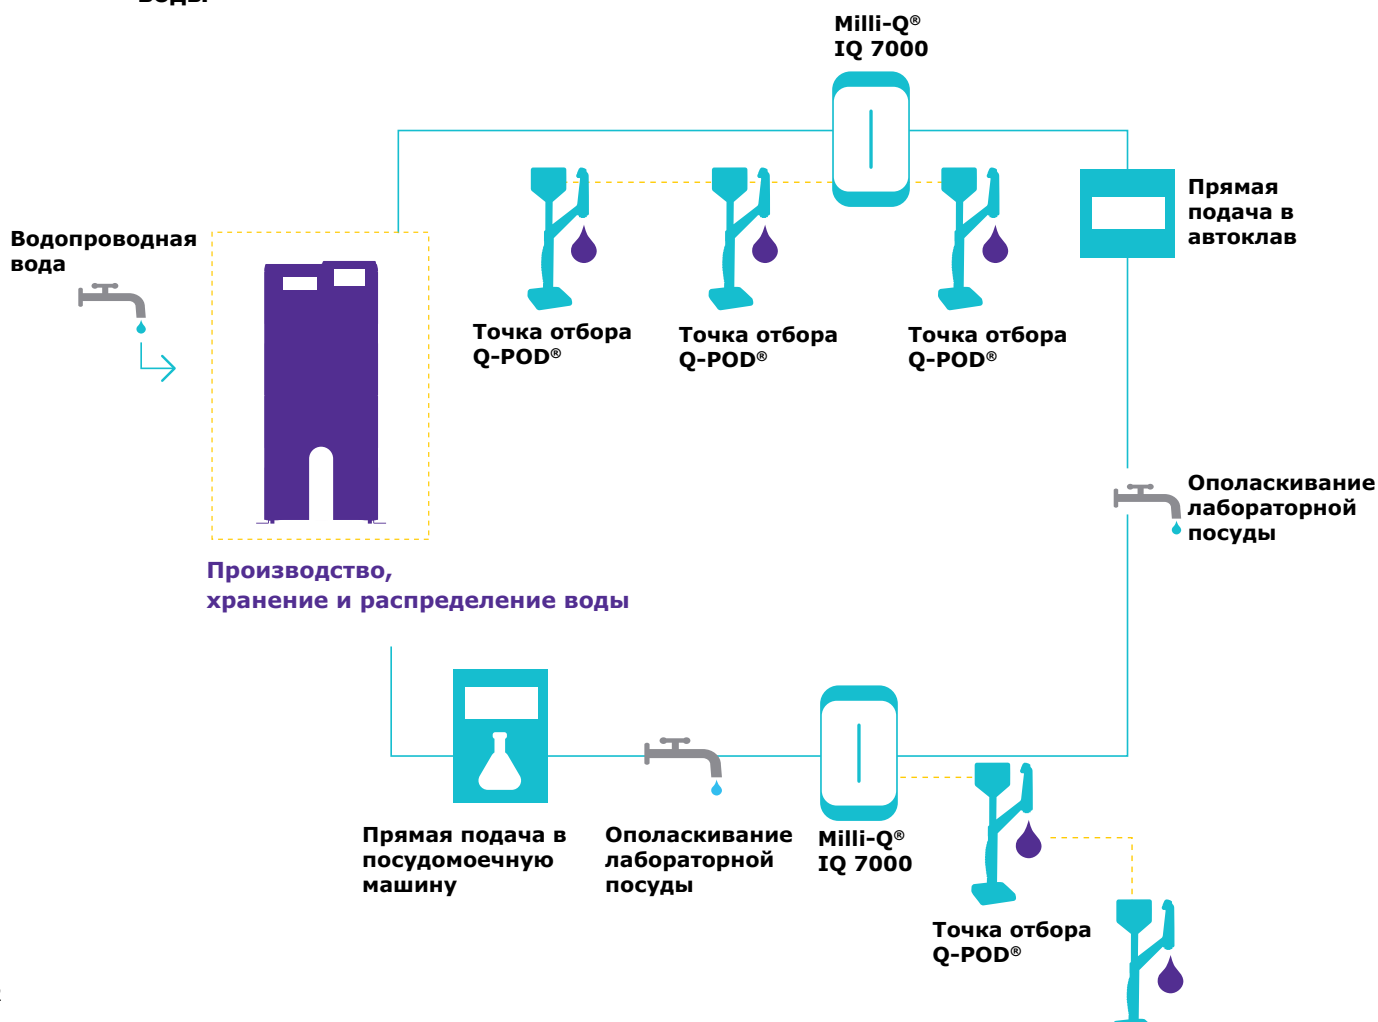 Milli-Q®
IQ 7000
Прямая
подача в
автоклав
Водопроводная
вода
Точка отбора
Q-POD®
Точка отбора
Q-POD®
Точка отбора
Q-POD®
Ополаскивание
лабораторной
посуды
Производство,
хранение и распределение воды
Прямая подача в
посудомоечную
машину
Ополаскивание
лабораторной
посуды
Milli-Q®
IQ 7000
Точка отбора
Q-POD®